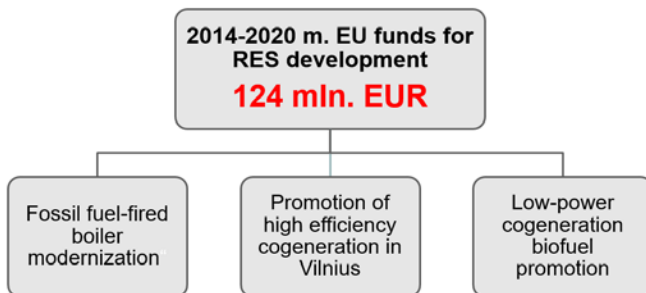 2014-2020 m. EU funds for
RES development
124 mln. EUR
Fossil fuel-fired
boiler
modernization"
Promotion of
high efficiency
cogeneration in
Vilnius
Low-power
cogeneration
biofuel
promotion